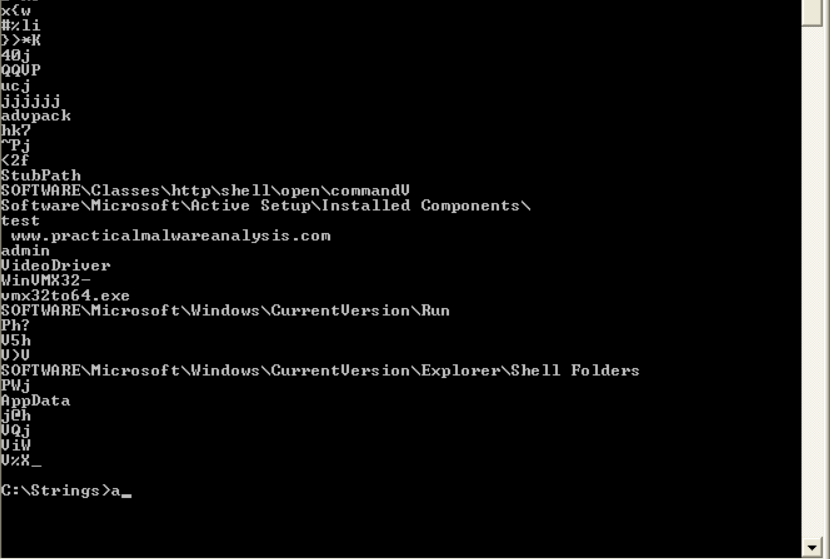 x{w
#%li
}>*K
40j
QQVP
ucj
jjjjjj
advpack
hk7
~Pj
<2f
StubPath
SOFTWARE\Classes\http\shell\open\commandV
Software\Microsoft\Active Setup\Installed Components\
test
www.practicalmalwareanalysis.com
admin
VideoDriver
WinVMX32-
vmx32to64.exe
SOFTWARE\Microsoft\Windows\CurrentVersion\Run
Ph?
V5h
V>V
SOFTWARE\Microsoft\Windows\CurrentVersion\Explorer\Shell Folders
PWj
AppData
j@h
VQj
ViW
V%X_
C:\Strings>a_